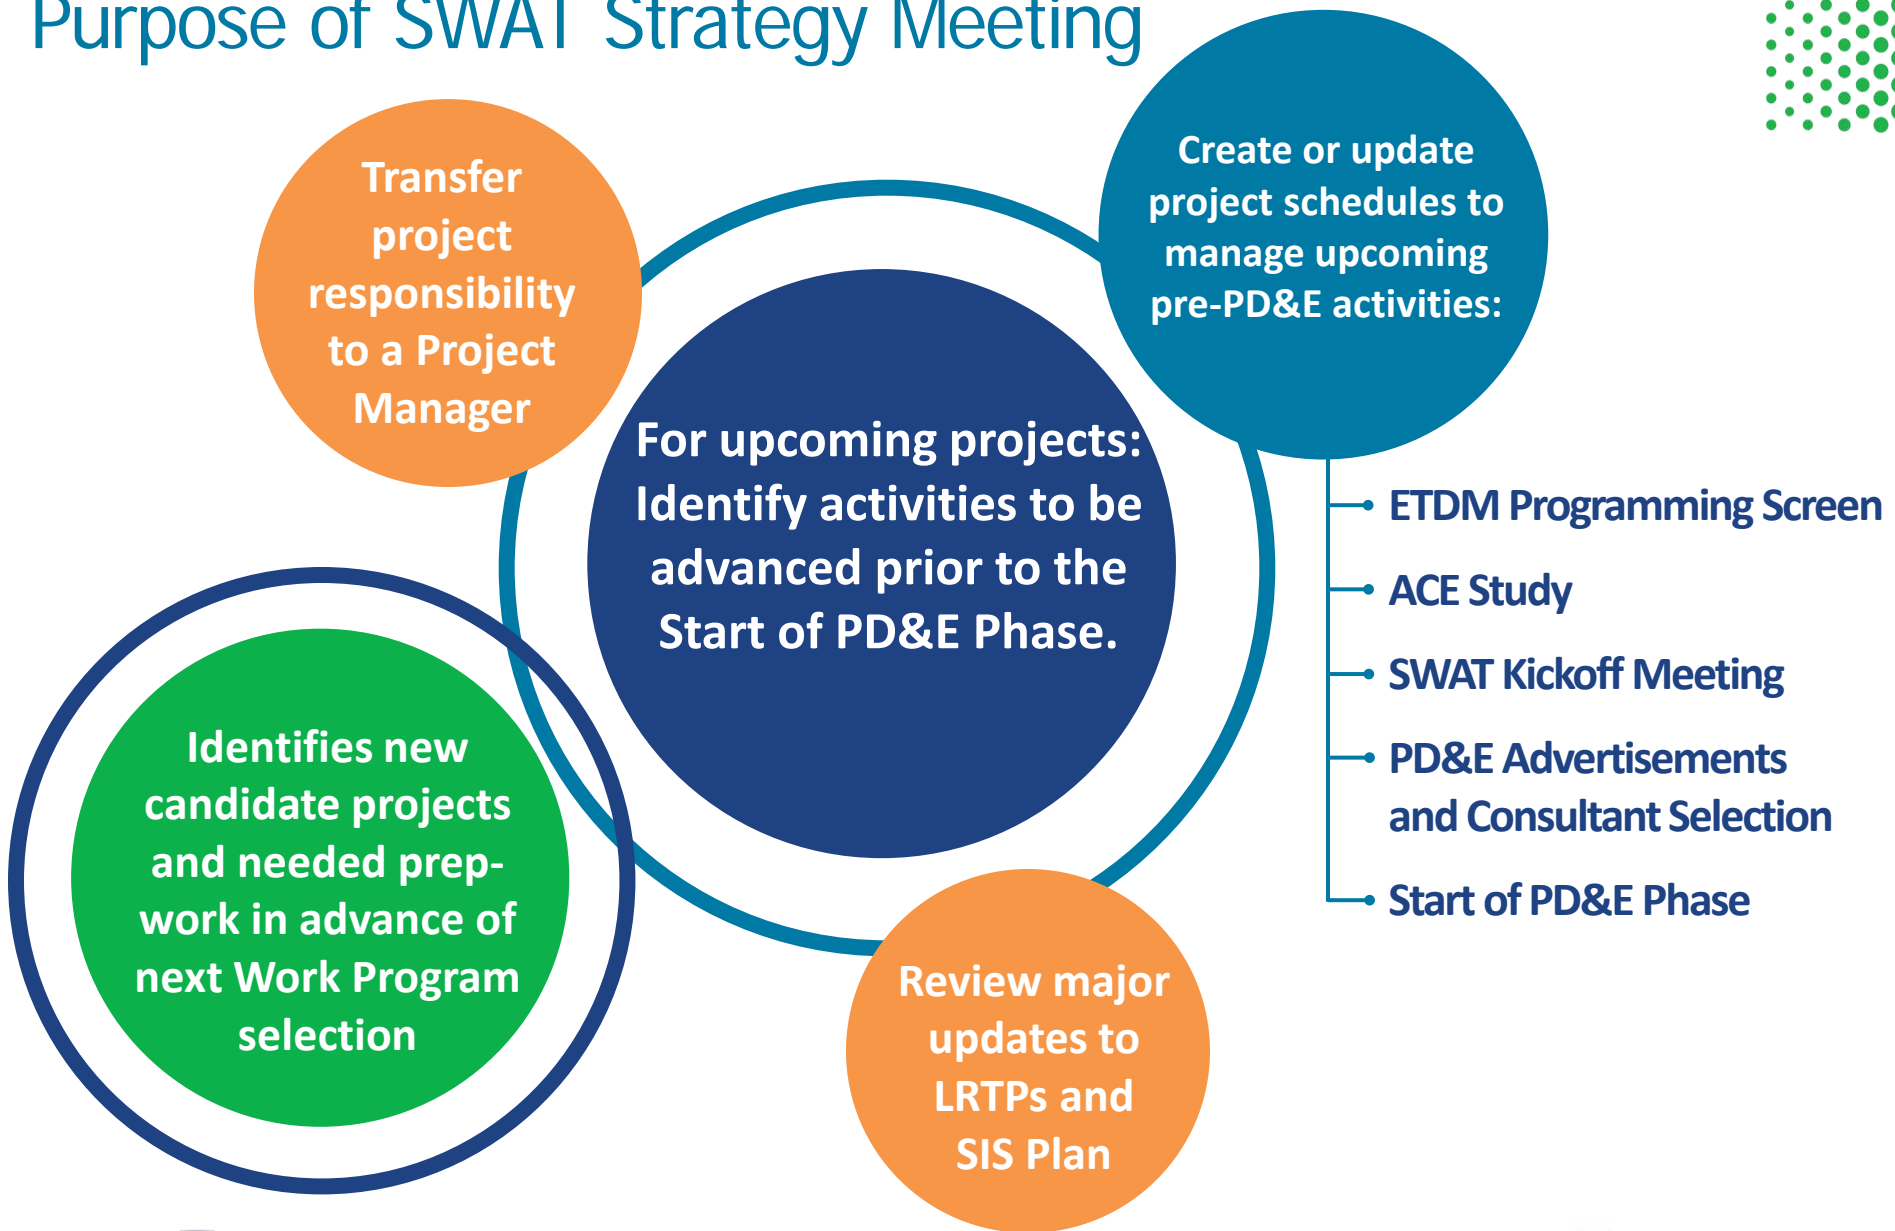 Purpose of SWAT Strategy Meeting
Transfer
project
responsibility
to a Project
Manager
Create or update
project schedules to
manage upcoming
pre-PD&E activities:
For upcoming projects:
Identify activities to be
advanced prior to the
Start of PD&E Phase.
ETDM Programming Screen
ACE Study
SWAT Kickoff Meeting
PD&E Advertisements
and Consultant Selection
Start of PD&E Phase
Identifies new
candidate projects
and needed prep-
work in advance of
next Work Program
selection
Review major
updates to
LRTPs and
SIS Plan